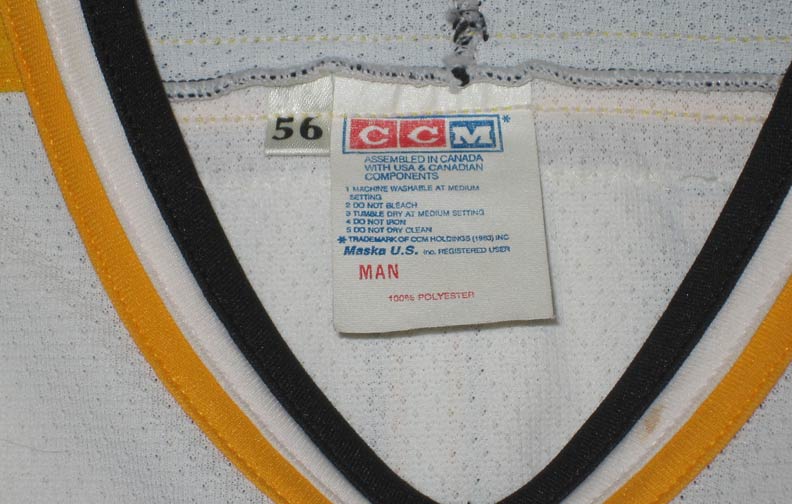 56
CCM*
ASSEMBLED IN CANADA
WITH USA & CANADIAN
COMPONENTS
1 MACHINE WASHABLE AT MEDIUM
SETTING
2 DO NOT BLEACH
3 TUMBLE DRY AT MEDIUM SETTING
4 DO NOT IRON
5 DO NOT DRY CLEAN
* TRADEMARK OF CCM HOLDINGS (1983) INC
Maska U.S. inc. REGISTERED USER
MAN
100% POLYESTER